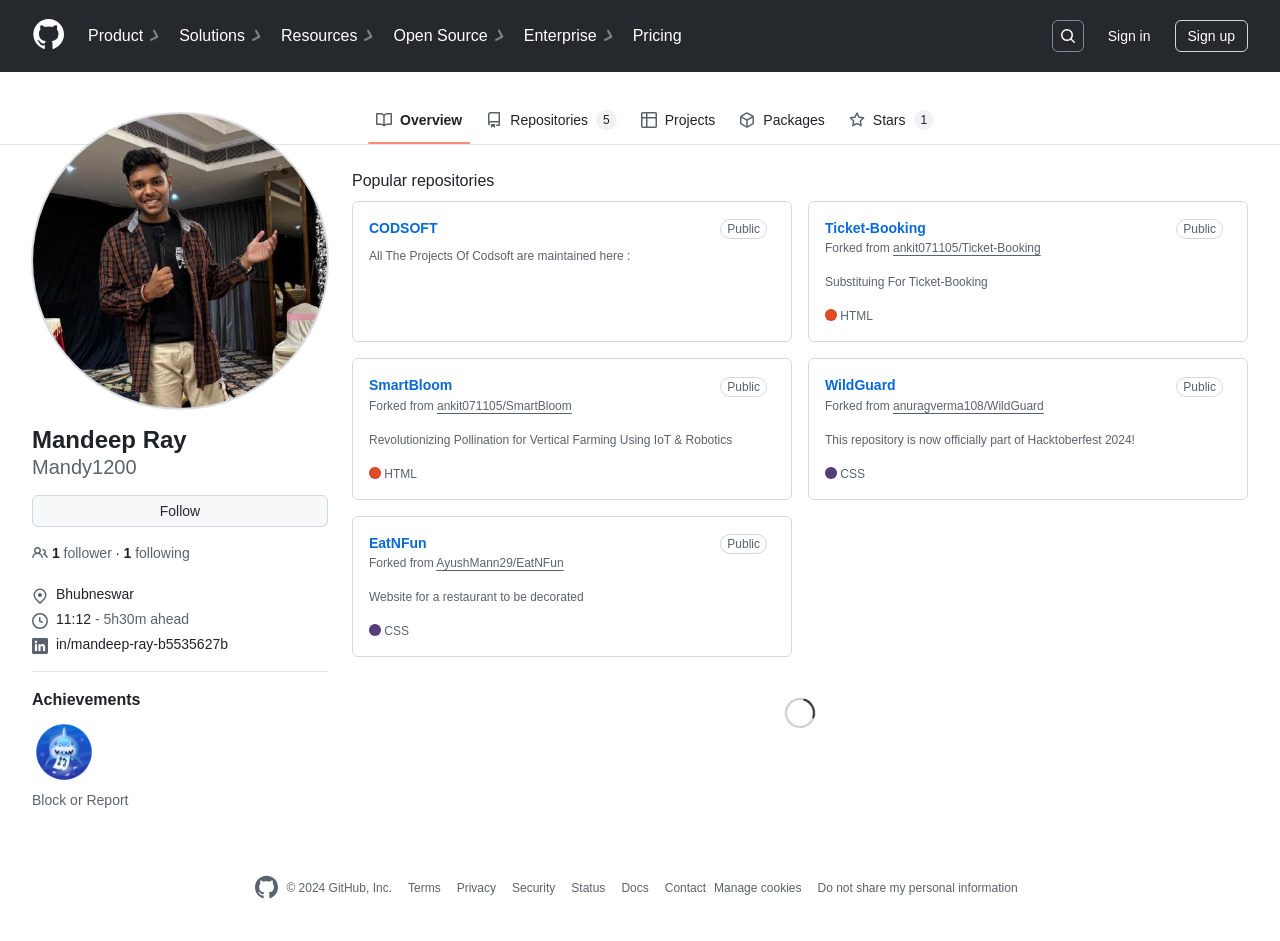 Product Solutions Resources Open Source Enterprise Pricing Sign in Sign up
Overview Repositories 5 Projects Packages Stars 1
Popular repositories
CODSOFT Public
All The Projects Of Codsoft are maintained here :
Ticket-Booking Public
Forked from ankit071105/Ticket-Booking
Substituing For Ticket-Booking
HTML
SmartBloom Public
Forked from ankit071105/SmartBloom
Revolutionizing Pollination for Vertical Farming Using IoT & Robotics
HTML
WildGuard Public
Forked from anuragverma108/WildGuard
This repository is now officially part of Hacktoberfest 2024!
CSS
EatNFun Public
Forked from AyushMann29/EatNFun
Website for a restaurant to be decorated
CSS
Mandeep Ray
Mandy1200
Follow
1 follower · 1 following
Bhubneswar
11:12 - 5h30m ahead
in/mandeep-ray-b5535627b
Achievements
Block or Report
© 2024 GitHub, Inc. Terms Privacy Security Status Docs Contact Manage cookies Do not share my personal information